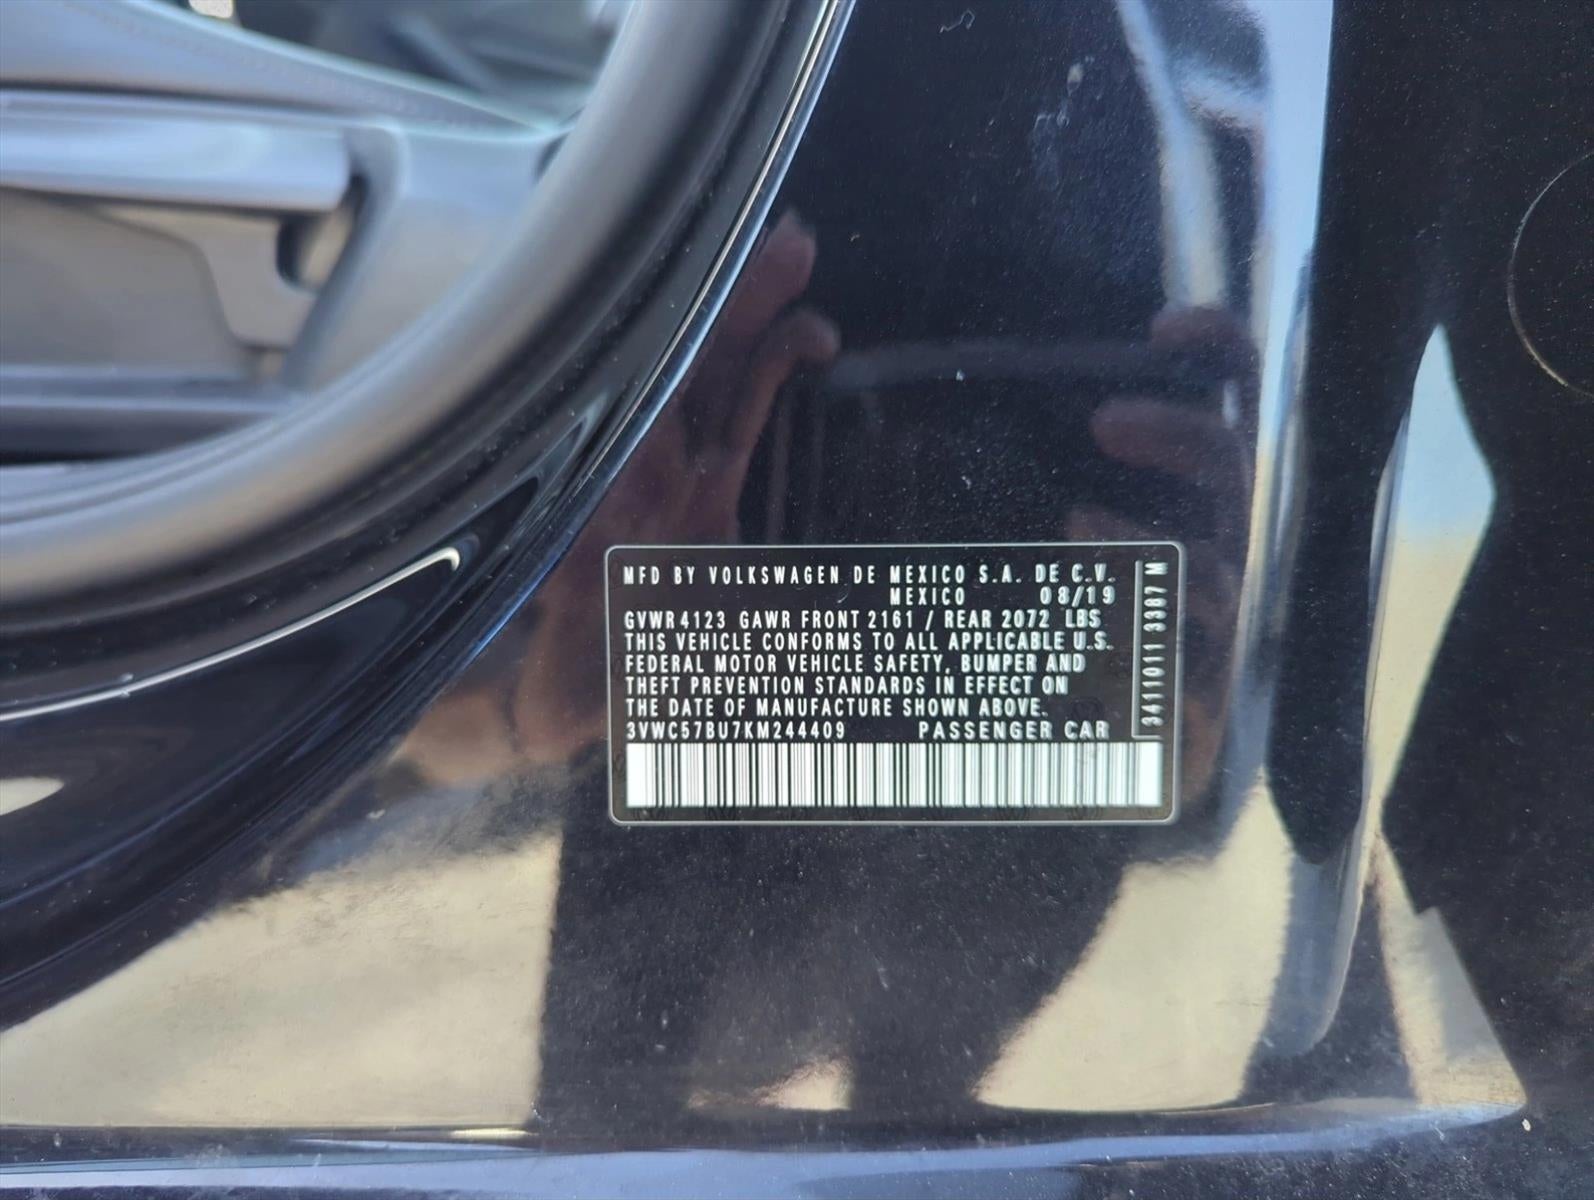 MFD BY VOLKSWAGEN DE MEXICO S.A. DE C.V.
MEXICO 08/19
GVWR 4123 GAWR FRONT 2161 / REAR 2072 LBS
THIS VEHICLE CONFORMS TO ALL APPLICABLE U.S.
FEDERAL MOTOR VEHICLE SAFETY, BUMPER AND
THEFT PREVENTION STANDARDS IN EFFECT ON
THE DATE OF MANUFACTURE SHOWN ABOVE.
3VWC57BU7KM244409 PASSENGER CAR
3411011 3387 M